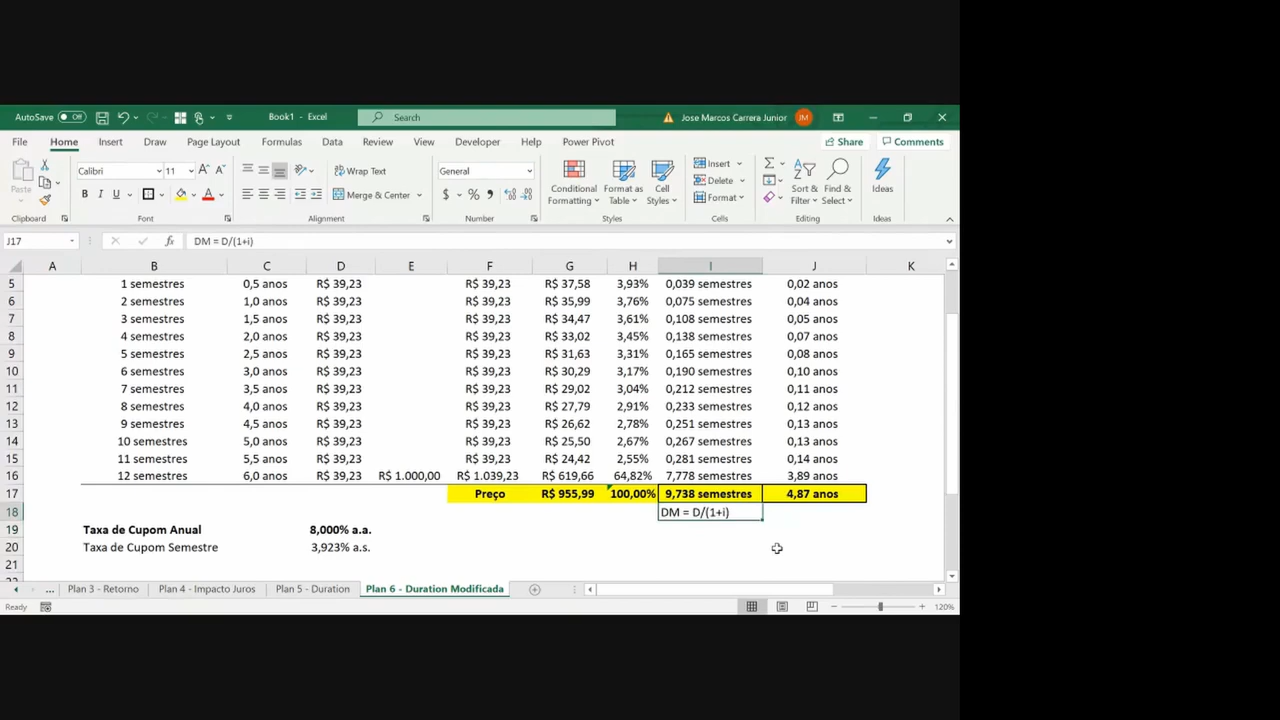 AutoSave Off Book1 - Excel Search Jose Marcos Carrera Junior JM
File Home Insert Draw Page Layout Formulas Data Review View Developer Help Power Pivot Share Comments
Paste Calibri 11 A A Wrap Text General Conditional Formatting Format as Table Cell Styles Insert Delete Format Sort & Filter Find & Select Ideas
B I U A Merge & Center $ %
Clipboard Font Alignment Number Styles Cells Editing Ideas
J17 fx DM = D/(1+i)
A B C D E F G H I J K
5 1 semestres 0,5 anos R$ 39,23 R$ 39,23 R$ 37,58 3,93% 0,039 semestres 0,02 anos
6 2 semestres 1,0 anos R$ 39,23 R$ 39,23 R$ 35,99 3,76% 0,075 semestres 0,04 anos
7 3 semestres 1,5 anos R$ 39,23 R$ 39,23 R$ 34,47 3,61% 0,108 semestres 0,05 anos
8 4 semestres 2,0 anos R$ 39,23 R$ 39,23 R$ 33,02 3,45% 0,138 semestres 0,07 anos
9 5 semestres 2,5 anos R$ 39,23 R$ 39,23 R$ 31,63 3,31% 0,165 semestres 0,08 anos
10 6 semestres 3,0 anos R$ 39,23 R$ 39,23 R$ 30,29 3,17% 0,190 semestres 0,10 anos
11 7 semestres 3,5 anos R$ 39,23 R$ 39,23 R$ 29,02 3,04% 0,212 semestres 0,11 anos
12 8 semestres 4,0 anos R$ 39,23 R$ 39,23 R$ 27,79 2,91% 0,233 semestres 0,12 anos
13 9 semestres 4,5 anos R$ 39,23 R$ 39,23 R$ 26,62 2,78% 0,251 semestres 0,13 anos
14 10 semestres 5,0 anos R$ 39,23 R$ 39,23 R$ 25,50 2,67% 0,267 semestres 0,13 anos
15 11 semestres 5,5 anos R$ 39,23 R$ 39,23 R$ 24,42 2,55% 0,281 semestres 0,14 anos
16 12 semestres 6,0 anos R$ 39,23 R$ 1.000,00 R$ 1.039,23 R$ 619,66 64,82% 7,778 semestres 3,89 anos
17 Preço R$ 955,99 100,00% 9,738 semestres 4,87 anos
18 DM = D/(1+i)
19 Taxa de Cupom Anual 8,000% a.a.
20 Taxa de Cupom Semestre 3,923% a.s.
21
... Plan 3 - Retorno Plan 4 - Impacto Juros Plan 5 - Duration Plan 6 - Duration Modificada
Ready 120%